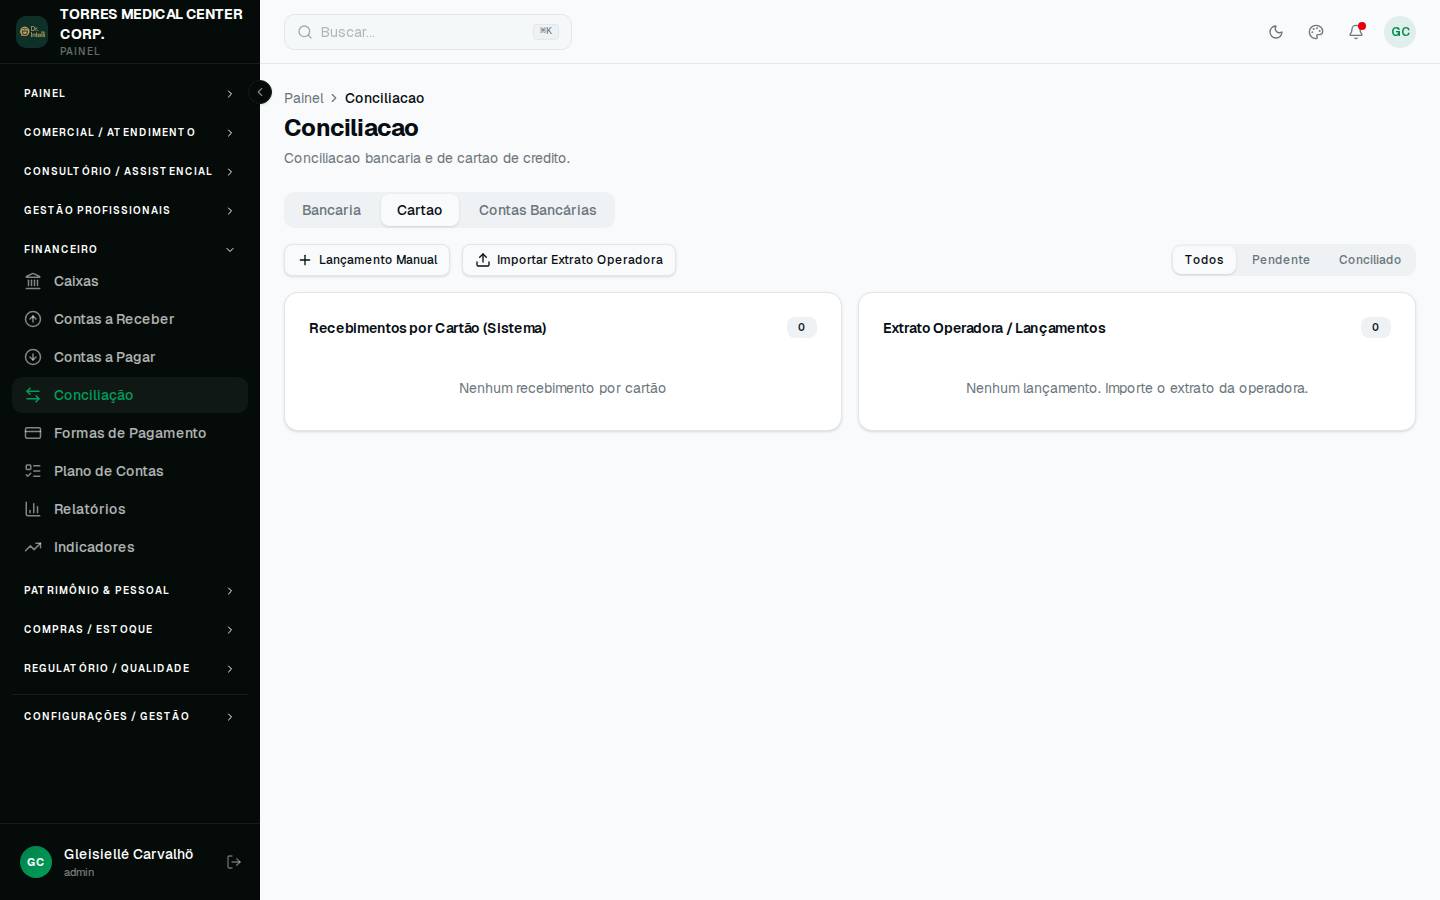 Dr. Intelli
TORRES MEDICAL CENTER
CORP.
PAINEL
PAINEL
COMERCIAL / ATENDIMENTO
CONSULTÓRIO / ASSISTENCIAL
GESTÃO PROFISSIONAIS
FINANCEIRO
Caixas
Contas a Receber
Contas a Pagar
Conciliação
Formas de Pagamento
Plano de Contas
Relatórios
Indicadores
PATRIMÔNIO & PESSOAL
COMPRAS / ESTOQUE
REGULATÓRIO / QUALIDADE
CONFIGURAÇÕES / GESTÃO
GC
Gleisiellé Carvalhö
admin
Buscar...
⌘K
GC
Painel
Conciliacao
Conciliacao
Conciliacao bancaria e de cartao de credito.
Bancaria
Cartao
Contas Bancárias
Lançamento Manual
Importar Extrato Operadora
Todos
Pendente
Conciliado
Recebimentos por Cartão (Sistema)
0
Nenhum recebimento por cartão
Extrato Operadora / Lançamentos
0
Nenhum lançamento. Importe o extrato da operadora.